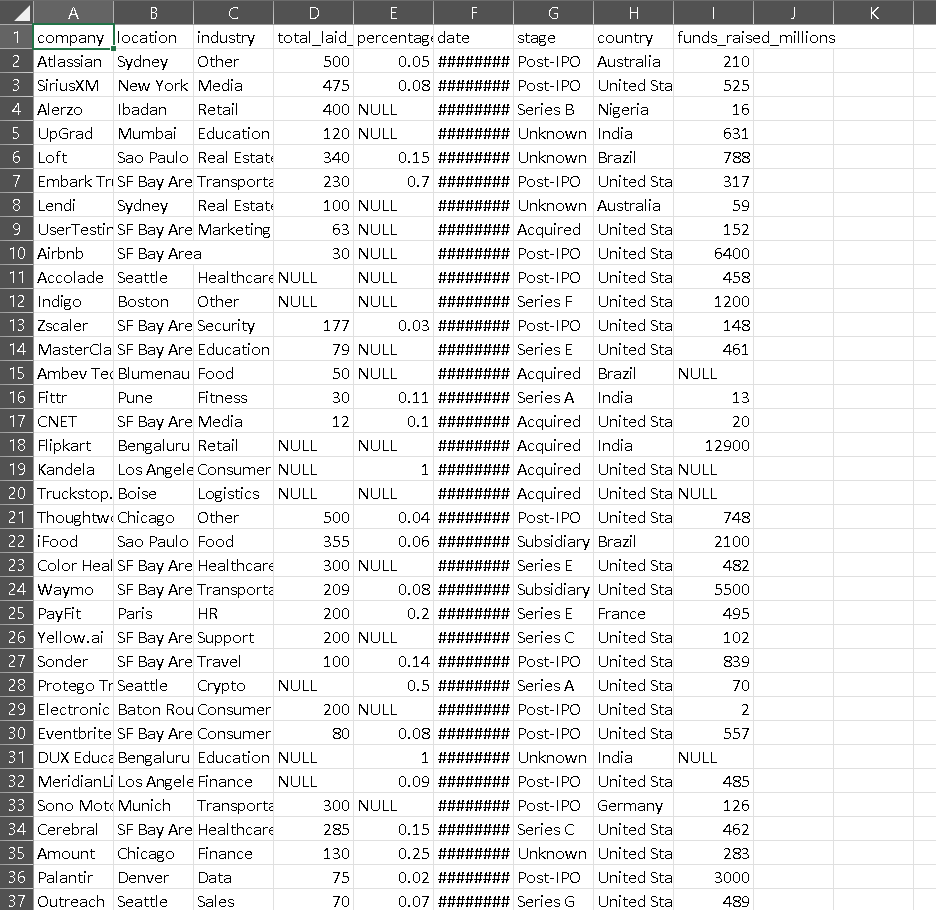 A B C D E F G H I J K
1 company location industry total_laid_ percentage date stage country funds_raised_millions
2 Atlassian Sydney Other 500 0.05 ######## Post-IPO Australia 210
3 SiriusXM New York Media 475 0.08 ######## Post-IPO United Sta 525
4 Alerzo Ibadan Retail 400 NULL ######## Series B Nigeria 16
5 UpGrad Mumbai Education 120 NULL ######## Unknown India 631
6 Loft Sao Paulo Real Estate 340 0.15 ######## Unknown Brazil 788
7 Embark Tru SF Bay Are Transporta 230 0.7 ######## Post-IPO United Sta 317
8 Lendi Sydney Real Estate 100 NULL ######## Unknown Australia 59
9 UserTestin SF Bay Are Marketing 63 NULL ######## Acquired United Sta 152
10 Airbnb SF Bay Area 30 NULL ######## Post-IPO United Sta 6400
11 Accolade Seattle Healthcare NULL NULL ######## Post-IPO United Sta 458
12 Indigo Boston Other NULL NULL ######## Series F United Sta 1200
13 Zscaler SF Bay Are Security 177 0.03 ######## Post-IPO United Sta 148
14 MasterCla SF Bay Are Education 79 NULL ######## Series E United Sta 461
15 Ambev Tec Blumenau Food 50 NULL ######## Acquired Brazil NULL
16 Fittr Pune Fitness 30 0.11 ######## Series A India 13
17 CNET SF Bay Are Media 12 0.1 ######## Acquired United Sta 20
18 Flipkart Bengaluru Retail NULL NULL ######## Acquired India 12900
19 Kandela Los Angele Consumer NULL 1 ######## Acquired United Sta NULL
20 Truckstop. Boise Logistics NULL NULL ######## Acquired United Sta NULL
21 Thoughtwo Chicago Other 500 0.04 ######## Post-IPO United Sta 748
22 iFood Sao Paulo Food 355 0.06 ######## Subsidiary Brazil 2100
23 Color Heal SF Bay Are Healthcare 300 NULL ######## Series E United Sta 482
24 Waymo SF Bay Are Transporta 209 0.08 ######## Subsidiary United Sta 5500
25 PayFit Paris HR 200 0.2 ######## Series E France 495
26 Yellow.ai SF Bay Are Support 200 NULL ######## Series C United Sta 102
27 Sonder SF Bay Are Travel 100 0.14 ######## Post-IPO United Sta 839
28 Protego Tr Seattle Crypto NULL 0.5 ######## Series A United Sta 70
29 Electronic Baton Rou Consumer 200 NULL ######## Post-IPO United Sta 2
30 Eventbrite SF Bay Are Consumer 80 0.08 ######## Post-IPO United Sta 557
31 DUX Educa Bengaluru Education NULL 1 ######## Unknown India NULL
32 MeridianLi Los Angele Finance NULL 0.09 ######## Post-IPO United Sta 485
33 Sono Moto Munich Transporta 300 NULL ######## Post-IPO Germany 126
34 Cerebral SF Bay Are Healthcare 285 0.15 ######## Series C United Sta 462
35 Amount Chicago Finance 130 0.25 ######## Unknown United Sta 283
36 Palantir Denver Data 75 0.02 ######## Post-IPO United Sta 3000
37 Outreach Seattle Sales 70 0.07 ######## Series G United Sta 489